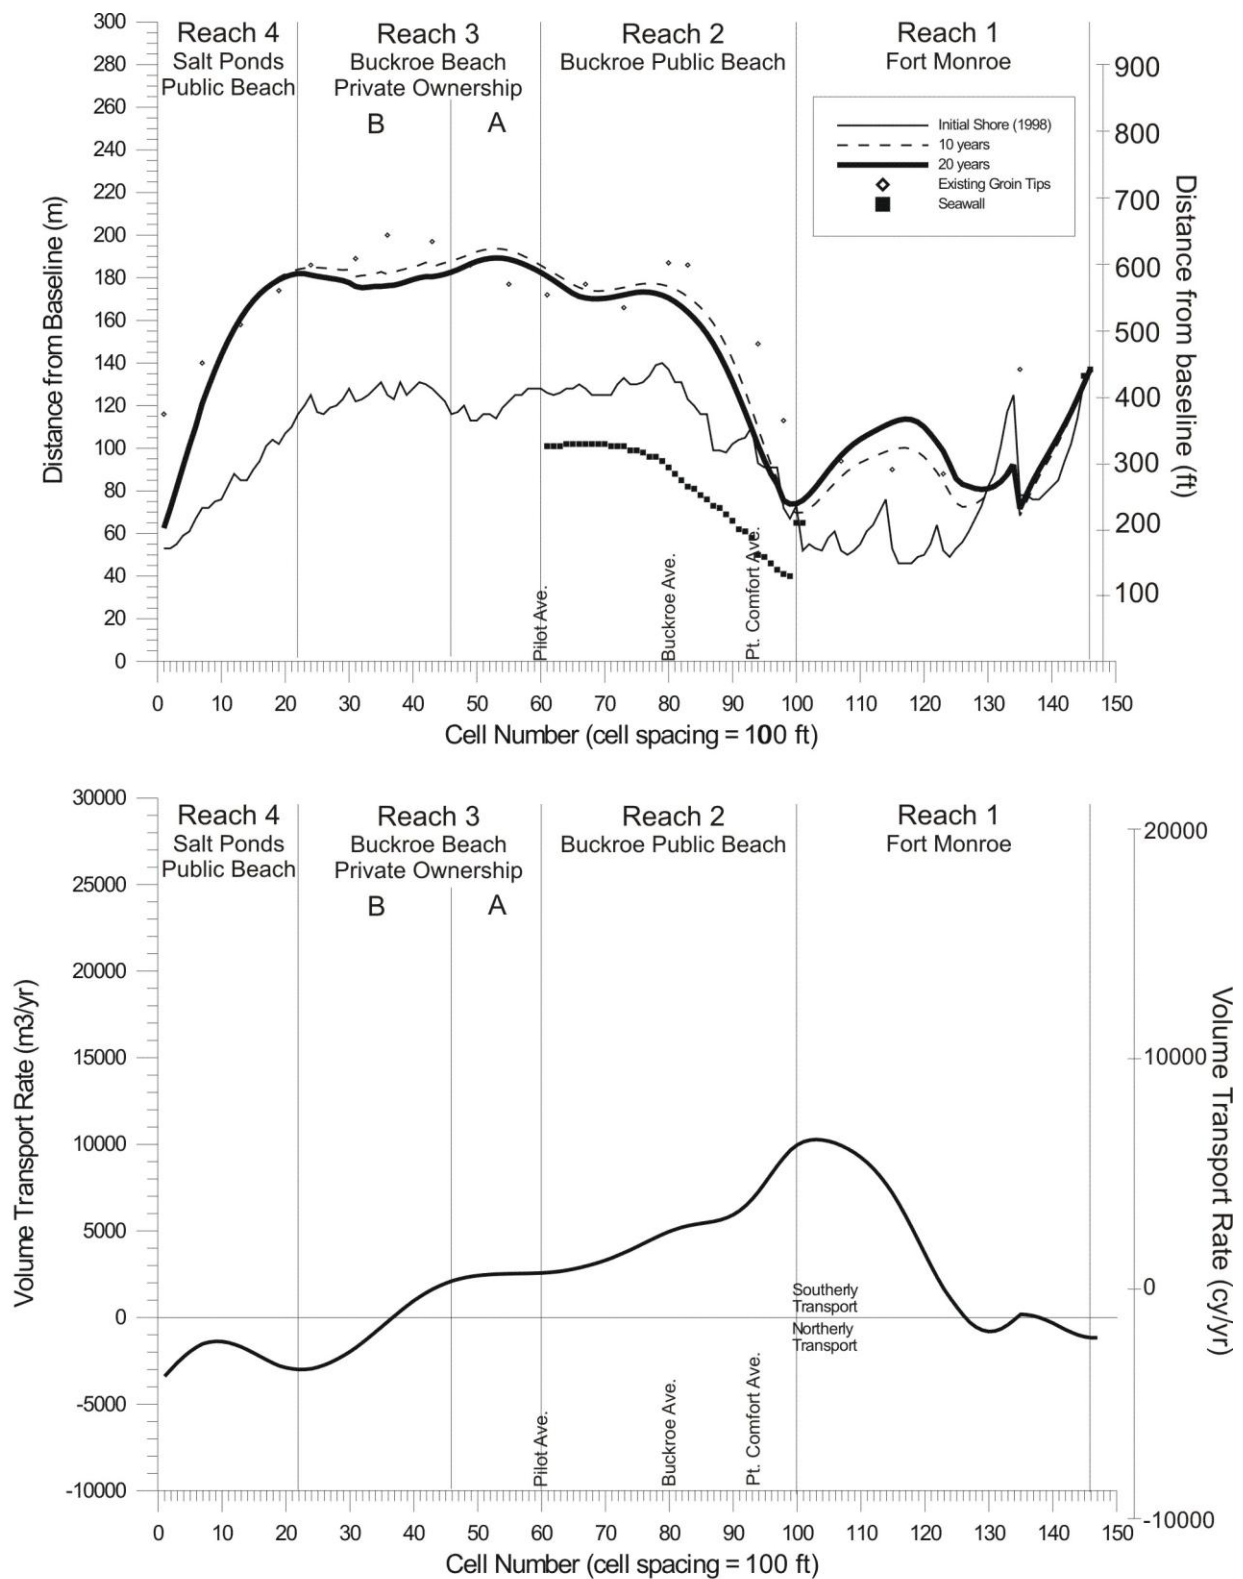 Reach 4
Salt Ponds
Public Beach
Reach 3
Buckroe Beach
Private Ownership
B
A
Reach 2
Buckroe Public Beach
Reach 1
Fort Monroe
Initial Shore (1998)
10 years
20 years
Existing Groin Tips
Seawall
300
280
260
240
220
200
180
160
140
120
100
80
60
40
20
0
Distance from Baseline (m)
900
800
700
600
500
400
300
200
100
Distance from baseline (ft)
Pilot Ave.
Buckroe Ave.
Pt. Comfort Ave.
0 10 20 30 40 50 60 70 80 90 100 110 120 130 140 150
Cell Number (cell spacing = 100 ft)
Reach 4
Salt Ponds
Public Beach
Reach 3
Buckroe Beach
Private Ownership
B
A
Reach 2
Buckroe Public Beach
Reach 1
Fort Monroe
30000
25000
20000
15000
10000
5000
0
-5000
-10000
Volume Transport Rate (m3/yr)
20000
10000
0
-10000
Volume Transport Rate (cy/yr)
Southerly
Transport
Northerly
Transport
Pilot Ave.
Buckroe Ave.
Pt. Comfort Ave.
0 10 20 30 40 50 60 70 80 90 100 110 120 130 140 150
Cell Number (cell spacing = 100 ft)